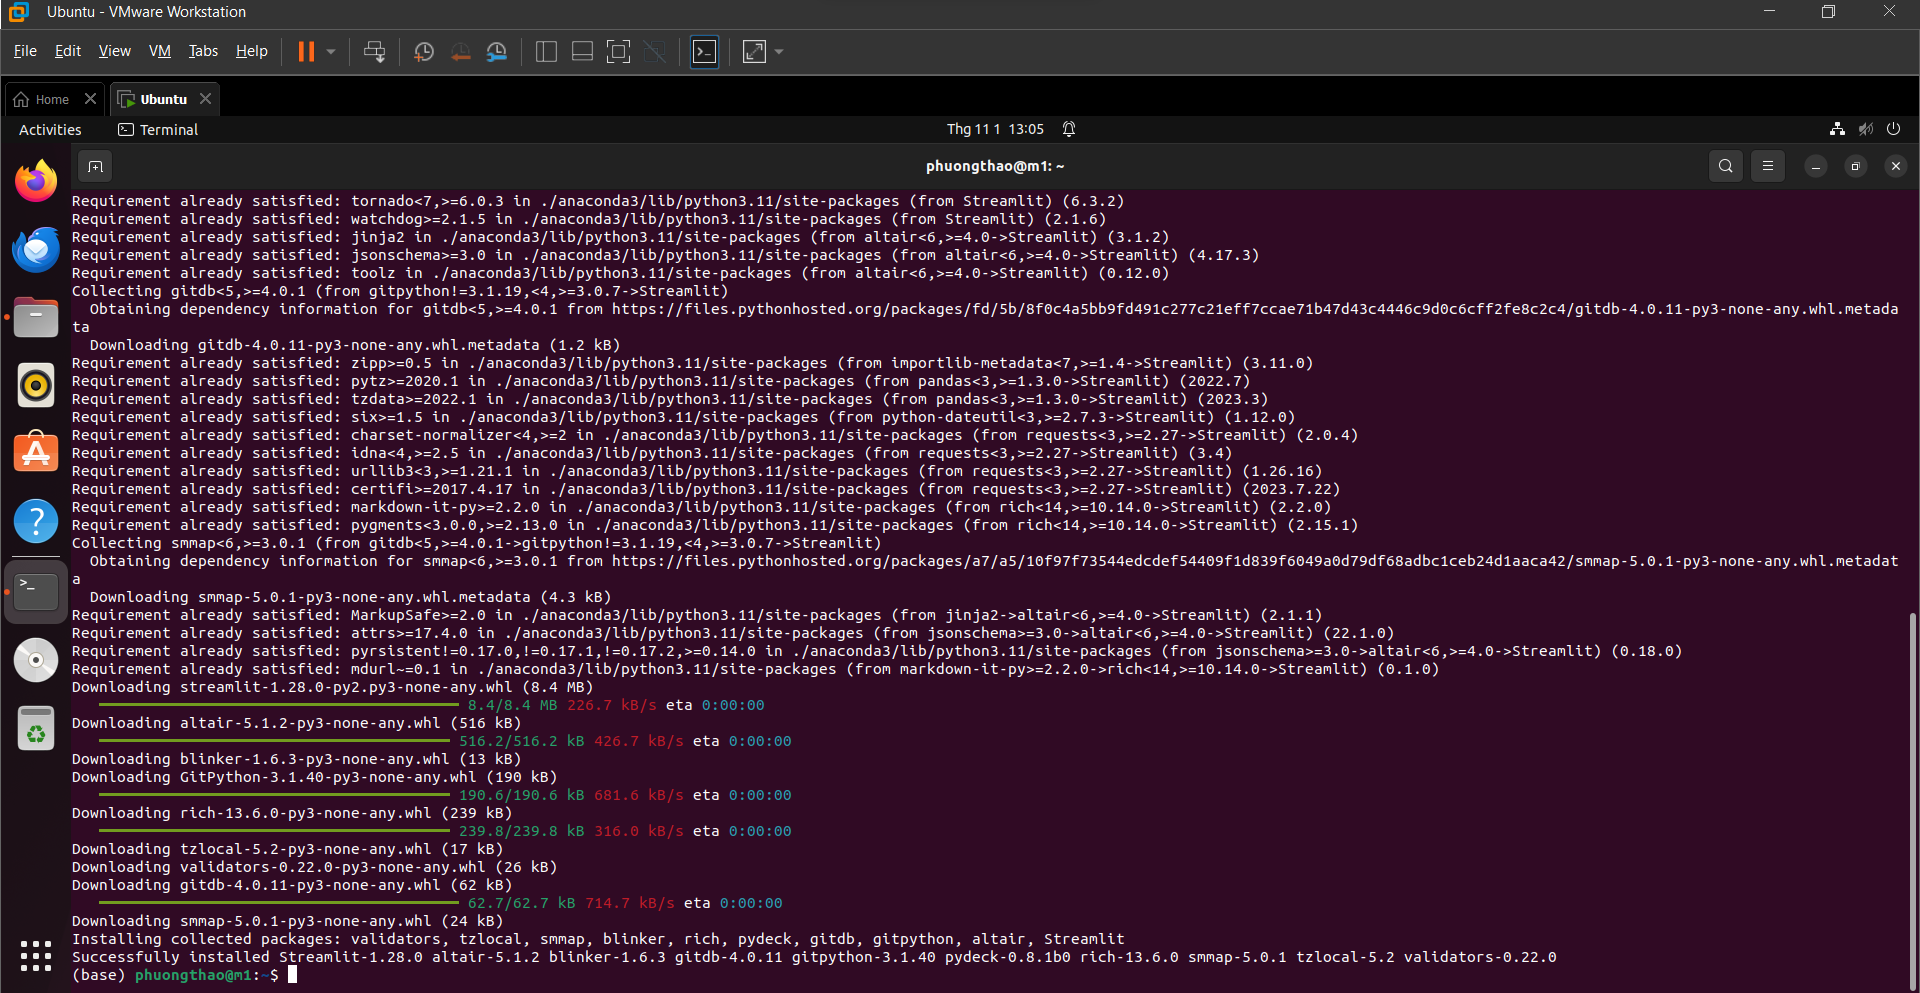 Ubuntu - VMware Workstation
File Edit View VM Tabs Help
Home Ubuntu
Activities Terminal Thg 11 1 13:05
phuongthao@m1: ~
Requirement already satisfied: tornado<7,>=6.0.3 in ./anaconda3/lib/python3.11/site-packages (from Streamlit) (6.3.2)
Requirement already satisfied: watchdog>=2.1.5 in ./anaconda3/lib/python3.11/site-packages (from Streamlit) (2.1.6)
Requirement already satisfied: jinja2 in ./anaconda3/lib/python3.11/site-packages (from altair<6,>=4.0->Streamlit) (3.1.2)
Requirement already satisfied: jsonschema>=3.0 in ./anaconda3/lib/python3.11/site-packages (from altair<6,>=4.0->Streamlit) (4.17.3)
Requirement already satisfied: toolz in ./anaconda3/lib/python3.11/site-packages (from altair<6,>=4.0->Streamlit) (0.12.0)
Collecting gitdb<5,>=4.0.1 (from gitpython!=3.1.19,<4,>=3.0.7->Streamlit)
Obtaining dependency information for gitdb<5,>=4.0.1 from https://files.pythonhosted.org/packages/fd/5b/8f0c4a5bb9fd491c277c21eff7ccae71b47d43c4446c9d0c6cff2fe8c2c4/gitdb-4.0.11-py3-none-any.whl.metada
ta
Downloading gitdb-4.0.11-py3-none-any.whl.metadata (1.2 kB)
Requirement already satisfied: zipp>=0.5 in ./anaconda3/lib/python3.11/site-packages (from importlib-metadata<7,>=1.4->Streamlit) (3.11.0)
Requirement already satisfied: pytz>=2020.1 in ./anaconda3/lib/python3.11/site-packages (from pandas<3,>=1.3.0->Streamlit) (2022.7)
Requirement already satisfied: tzdata>=2022.1 in ./anaconda3/lib/python3.11/site-packages (from pandas<3,>=1.3.0->Streamlit) (2023.3)
Requirement already satisfied: six>=1.5 in ./anaconda3/lib/python3.11/site-packages (from python-dateutil<3,>=2.7.3->Streamlit) (1.12.0)
Requirement already satisfied: charset-normalizer<4,>=2 in ./anaconda3/lib/python3.11/site-packages (from requests<3,>=2.27->Streamlit) (2.0.4)
Requirement already satisfied: idna<4,>=2.5 in ./anaconda3/lib/python3.11/site-packages (from requests<3,>=2.27->Streamlit) (3.4)
Requirement already satisfied: urllib3<3,>=1.21.1 in ./anaconda3/lib/python3.11/site-packages (from requests<3,>=2.27->Streamlit) (1.26.16)
Requirement already satisfied: certifi>=2017.4.17 in ./anaconda3/lib/python3.11/site-packages (from requests<3,>=2.27->Streamlit) (2023.7.22)
Requirement already satisfied: markdown-it-py>=2.2.0 in ./anaconda3/lib/python3.11/site-packages (from rich<14,>=10.14.0->Streamlit) (2.2.0)
Requirement already satisfied: pygments<3.0.0,>=2.13.0 in ./anaconda3/lib/python3.11/site-packages (from rich<14,>=10.14.0->Streamlit) (2.15.1)
Collecting smmap<6,>=3.0.1 (from gitdb<5,>=4.0.1->gitpython!=3.1.19,<4,>=3.0.7->Streamlit)
Obtaining dependency information for smmap<6,>=3.0.1 from https://files.pythonhosted.org/packages/a7/a5/10f97f73544edcdef54409f1d839f6049a0d79df68adbc1ceb24d1aaca42/smmap-5.0.1-py3-none-any.whl.metadat
a
Downloading smmap-5.0.1-py3-none-any.whl.metadata (4.3 kB)
Requirement already satisfied: MarkupSafe>=2.0 in ./anaconda3/lib/python3.11/site-packages (from jinja2->altair<6,>=4.0->Streamlit) (2.1.1)
Requirement already satisfied: attrs>=17.4.0 in ./anaconda3/lib/python3.11/site-packages (from jsonschema>=3.0->altair<6,>=4.0->Streamlit) (22.1.0)
Requirement already satisfied: pyrsistent!=0.17.0,!=0.17.1,!=0.17.2,>=0.14.0 in ./anaconda3/lib/python3.11/site-packages (from jsonschema>=3.0->altair<6,>=4.0->Streamlit) (0.18.0)
Requirement already satisfied: mdurl~=0.1 in ./anaconda3/lib/python3.11/site-packages (from markdown-it-py>=2.2.0->rich<14,>=10.14.0->Streamlit) (0.1.0)
Downloading streamlit-1.28.0-py2.py3-none-any.whl (8.4 MB)
8.4/8.4 MB 226.7 kB/s eta 0:00:00
Downloading altair-5.1.2-py3-none-any.whl (516 kB)
516.2/516.2 kB 426.7 kB/s eta 0:00:00
Downloading blinker-1.6.3-py3-none-any.whl (13 kB)
Downloading GitPython-3.1.40-py3-none-any.whl (190 kB)
190.6/190.6 kB 681.6 kB/s eta 0:00:00
Downloading rich-13.6.0-py3-none-any.whl (239 kB)
239.8/239.8 kB 316.0 kB/s eta 0:00:00
Downloading tzlocal-5.2-py3-none-any.whl (17 kB)
Downloading validators-0.22.0-py3-none-any.whl (26 kB)
Downloading gitdb-4.0.11-py3-none-any.whl (62 kB)
62.7/62.7 kB 714.7 kB/s eta 0:00:00
Downloading smmap-5.0.1-py3-none-any.whl (24 kB)
Installing collected packages: validators, tzlocal, smmap, blinker, rich, pydeck, gitdb, gitpython, altair, Streamlit
Successfully installed Streamlit-1.28.0 altair-5.1.2 blinker-1.6.3 gitdb-4.0.11 gitpython-3.1.40 pydeck-0.8.1b0 rich-13.6.0 smmap-5.0.1 tzlocal-5.2 validators-0.22.0
(base) phuongthao@m1:~$